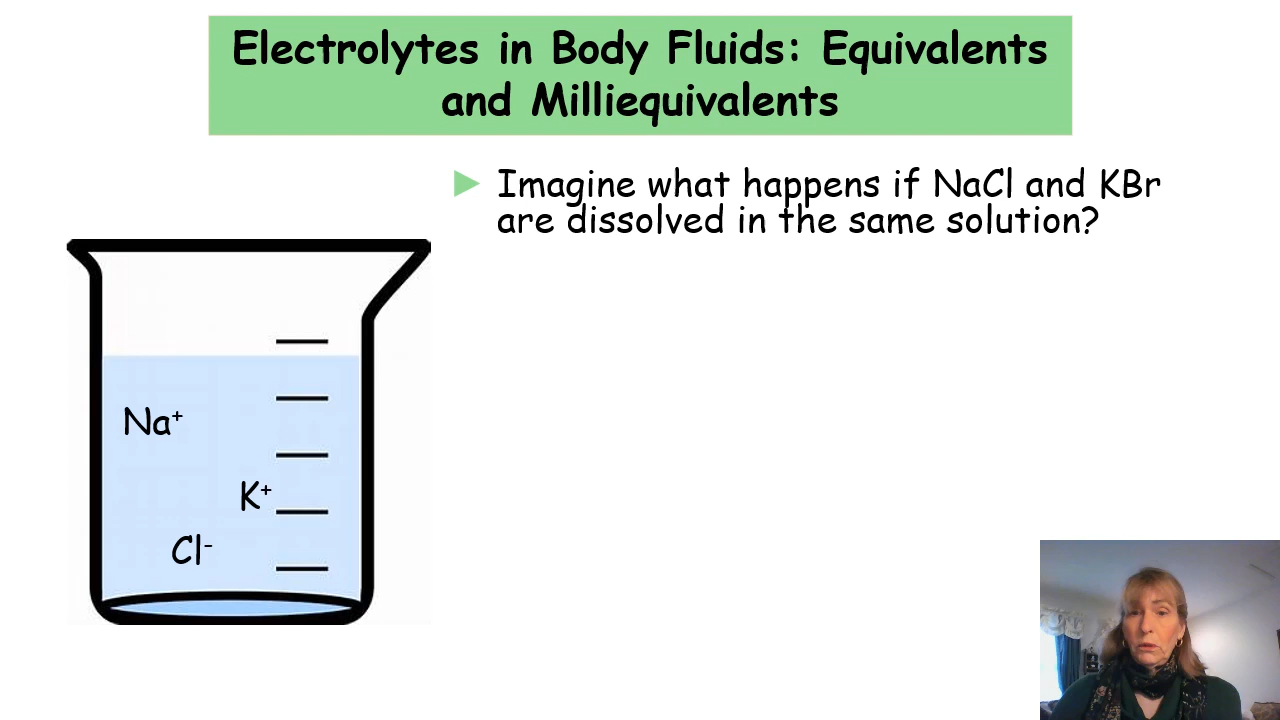 Electrolytes in Body Fluids: Equivalents
and Milliequivalents
Imagine what happens if NaCl and KBr
are dissolved in the same solution?
Na⁺
K⁺
Cl⁻